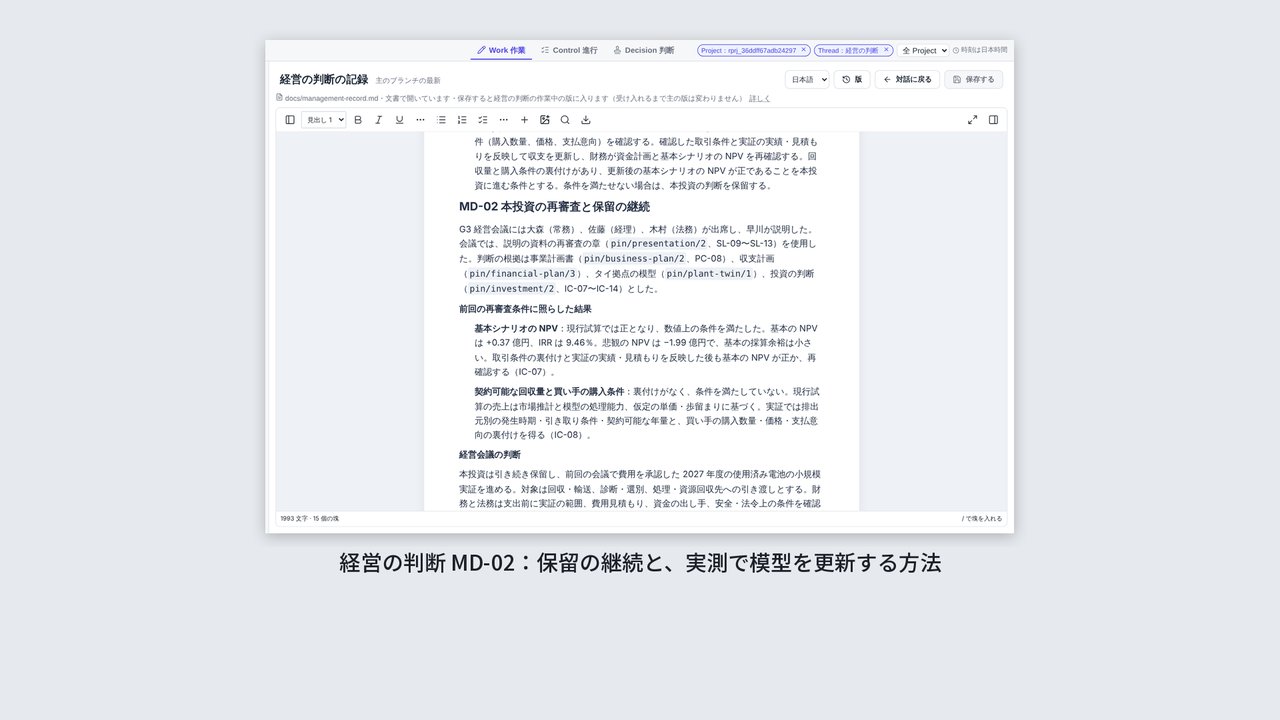 Work 作業
Control 進行
Decision 判断
Project：rprj_36ddff67adb24297 ×
Thread：経営の判断 ×
全 Project
時刻は日本時間
経営の判断の記録 主のブランチの最新
日本語
版
対話に戻る
保存する
docs/management-record.md・文書で開いています・保存すると経営の判断の作業中の版に入ります（受け入れるまで主の版は変わりません） 詳しく
見出し 1
件（購入数量、価格、支払意向）を確認する。確認した取引条件と実証の実績・見積も
りを反映して収支を更新し、財務が資金計画と基本シナリオの NPV を再確認する。回
収量と購入条件の裏付けがあり、更新後の基本シナリオの NPV が正であることを本投
資に進む条件とする。条件を満たせない場合は、本投資の判断を保留する。
MD-02 本投資の再審査と保留の継続
G3 経営会議には大森（常務）、佐藤（経理）、木村（法務）が出席し、早川が説明した。
会議では、説明の資料の再審査の章（pin/presentation/2、SL-09〜SL-13）を使用し
た。判断の根拠は事業計画書（pin/business-plan/2、PC-08）、収支計画
（pin/financial-plan/3）、タイ拠点の模型（pin/plant-twin/1）、投資の判断
（pin/investment/2、IC-07〜IC-14）とした。
前回の再審査条件に照らした結果
基本シナリオの NPV：現行試算では正となり、数値上の条件を満たした。基本の NPV
は +0.37 億円、IRR は 9.46％。悲観の NPV は −1.99 億円で、基本の採算余裕は小さ
い。取引条件の裏付けと実証の実績・見積もりを反映した後も基本の NPV が正か、再
確認する（IC-07）。
契約可能な回収量と買い手の購入条件：裏付けがなく、条件を満たしていない。現行試
算の売上は市場推計と模型の処理能力、仮定の単価・歩留まりに基づく。実証では排出
元別の発生時期・引き取り条件・契約可能な年量と、買い手の購入数量・価格・支払意
向の裏付けを得る（IC-08）。
経営会議の判断
本投資は引き続き保留し、前回の会議で費用を承認した 2027 年度の使用済み電池の小規模
実証を進める。対象は回収・輸送、診断・選別、処理・資源回収先への引き渡しとする。財
務と法務は支出前に実証の範囲、費用見積もり、資金の出し手、安全・法令上の条件を確認
1993 文字 · 15 個の塊
/ で塊を入れる
経営の判断 MD-02：保留の継続と、実測で模型を更新する方法